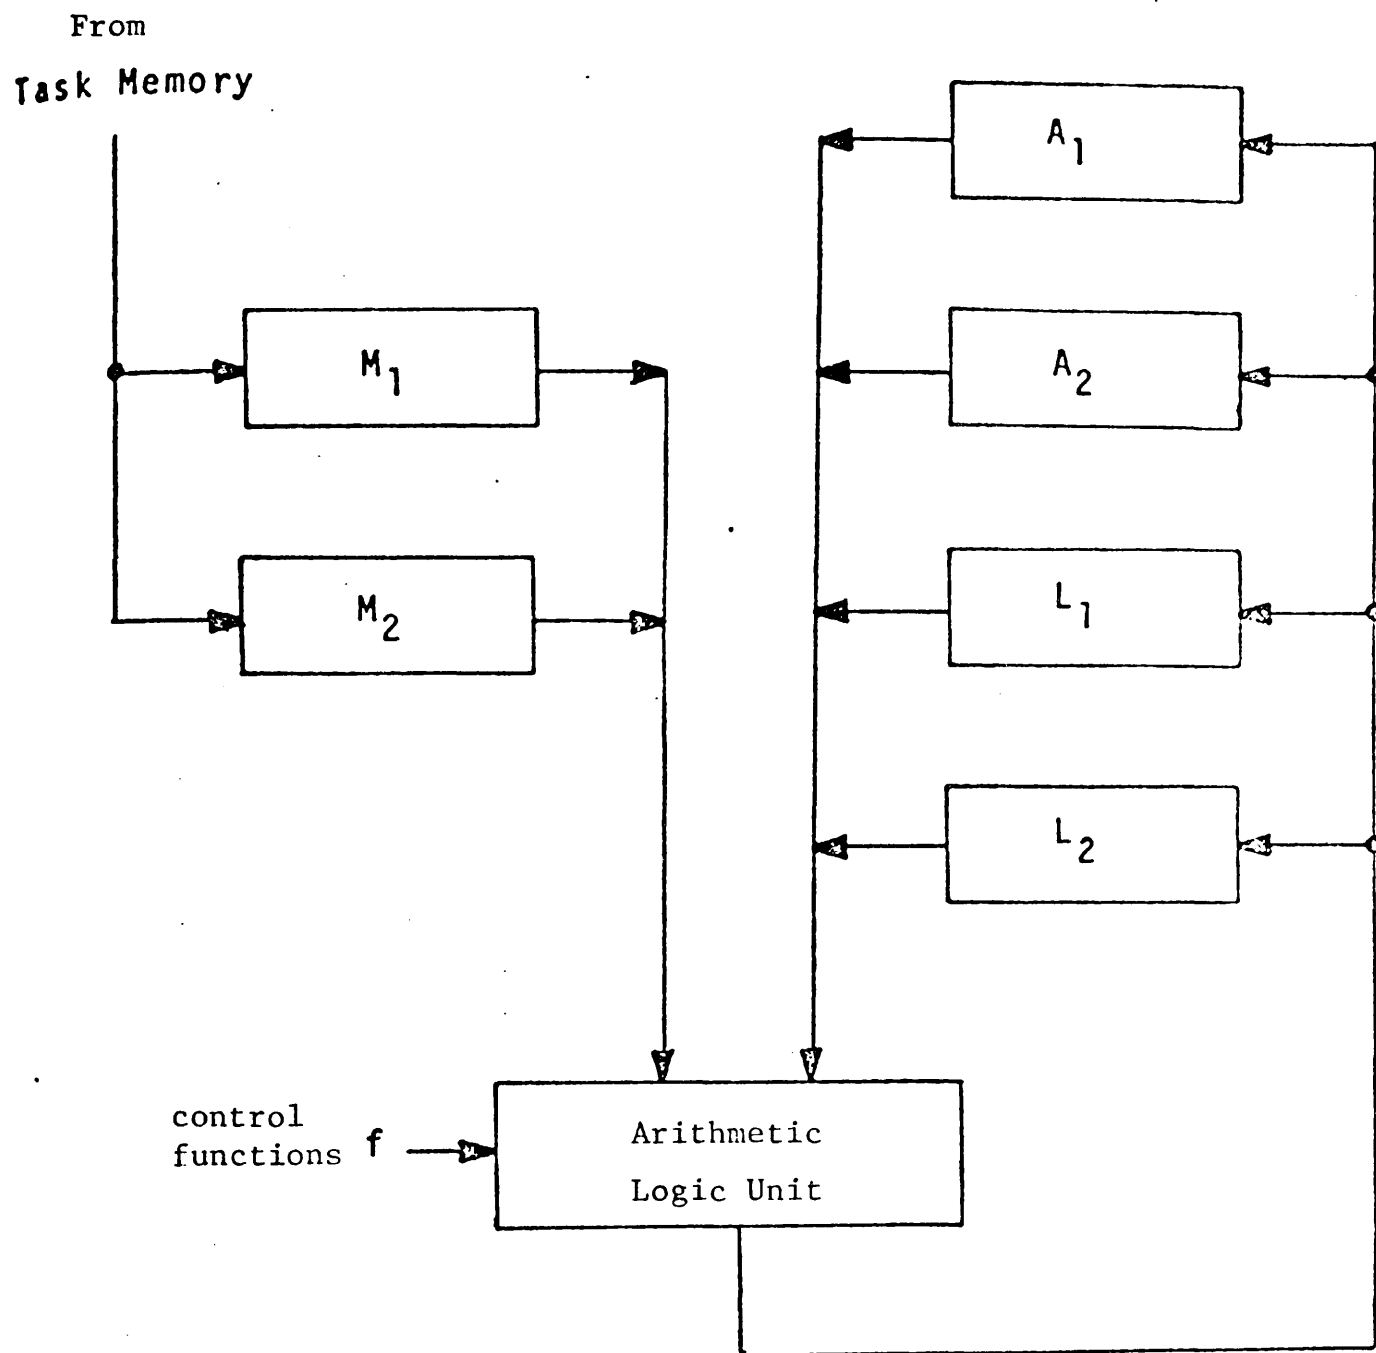 From
Task Memory
A1
M1
A2
M2
L1
L2
control
functions f
Arithmetic
Logic Unit